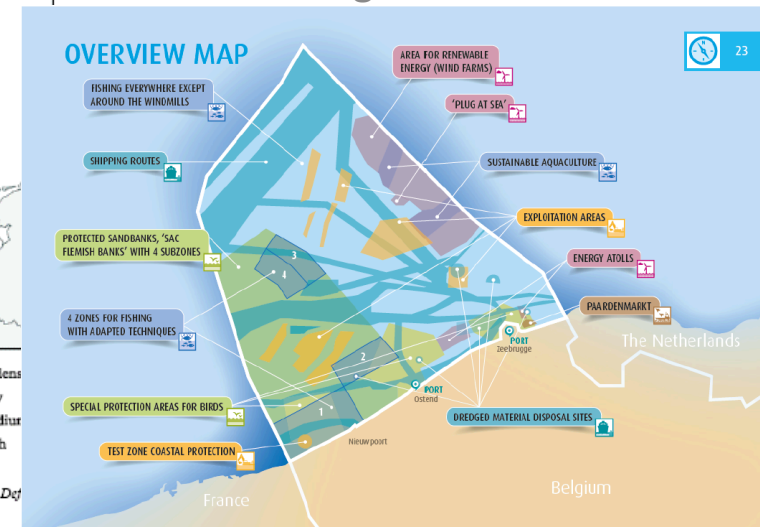 OVERVIEW MAP
23
AREA FOR RENEWABLE
ENERGY (WIND FARMS)
FISHING EVERYWHERE EXCEPT
AROUND THE WINDMILLS
'PLUG AT SEA'
SHIPPING ROUTES
SUSTAINABLE AQUACULTURE
EXPLOITATION AREAS
PROTECTED SANDBANKS, 'SAC
FLEMISH BANKS' WITH 4 SUBZONES
3
4
ENERGY ATOLLS
PAARDENMARKT
4 ZONES FOR FISHING
WITH ADAPTED TECHNIQUES
PORT
Zeebrugge
The Netherlands
2
PORT
Ostend
SPECIAL PROTECTION AREAS FOR BIRDS
1
DREDGED MATERIAL DISPOSAL SITES
Nieuwpoort
TEST ZONE COASTAL PROTECTION
France
Belgium